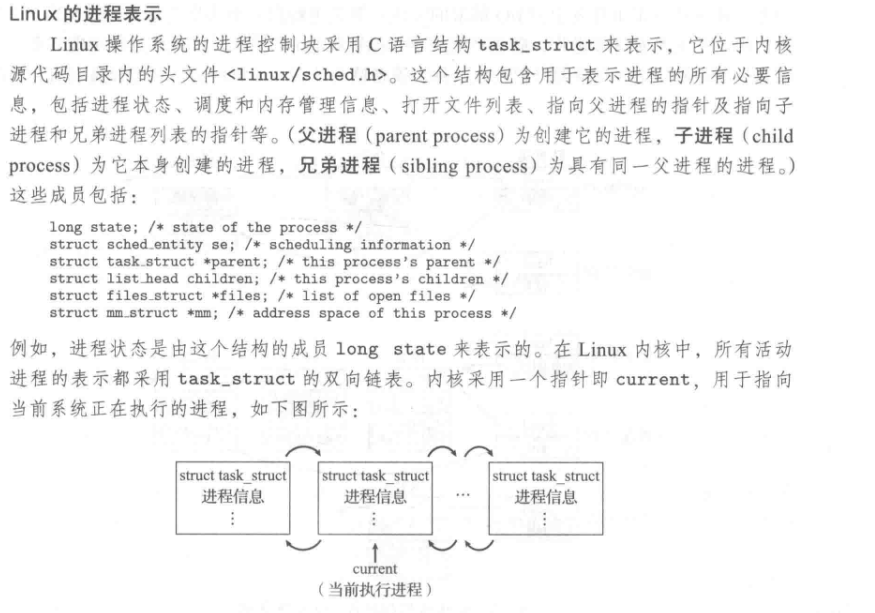 Linux 的进程表示
Linux 操作系统的进程控制块采用 C 语言结构 task_struct 来表示，它位于内核
源代码目录内的头文件 <linux/sched.h>。这个结构包含用于表示进程的所有必要信
息，包括进程状态、调度和内存管理信息、打开文件列表、指向父进程的指针及指向子
进程和兄弟进程列表的指针等。（父进程（parent process）为创建它的进程，子进程（child
process）为它本身创建的进程，兄弟进程（sibling process）为具有同一父进程的进程。）
这些成员包括：
long state; /* state of the process */
struct sched_entity se; /* scheduling information */
struct task_struct *parent; /* this process's parent */
struct list_head children; /* this process's children */
struct files_struct *files; /* list of open files */
struct mm_struct *mm; /* address space of this process */
例如，进程状态是由这个结构的成员 long state 来表示的。在 Linux 内核中，所有活动
进程的表示都采用 task_struct 的双向链表。内核采用一个指针即 current，用于指向
当前系统正在执行的进程，如下图所示：
struct task_struct struct task_struct struct task_struct
进程信息 进程信息 … 进程信息
⋮ ⋮ ⋮
current
（当前执行进程）